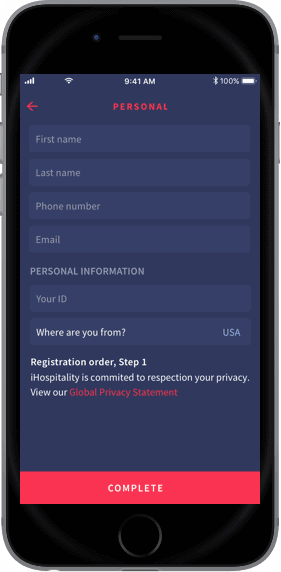 9:41 AM
100%
PERSONAL
First name
Last name
Phone number
Email
PERSONAL INFORMATION
Your ID
Where are you from? USA
Registration order, Step 1
iHospitality is commited to respection your privacy.
View our Global Privacy Statement
COMPLETE